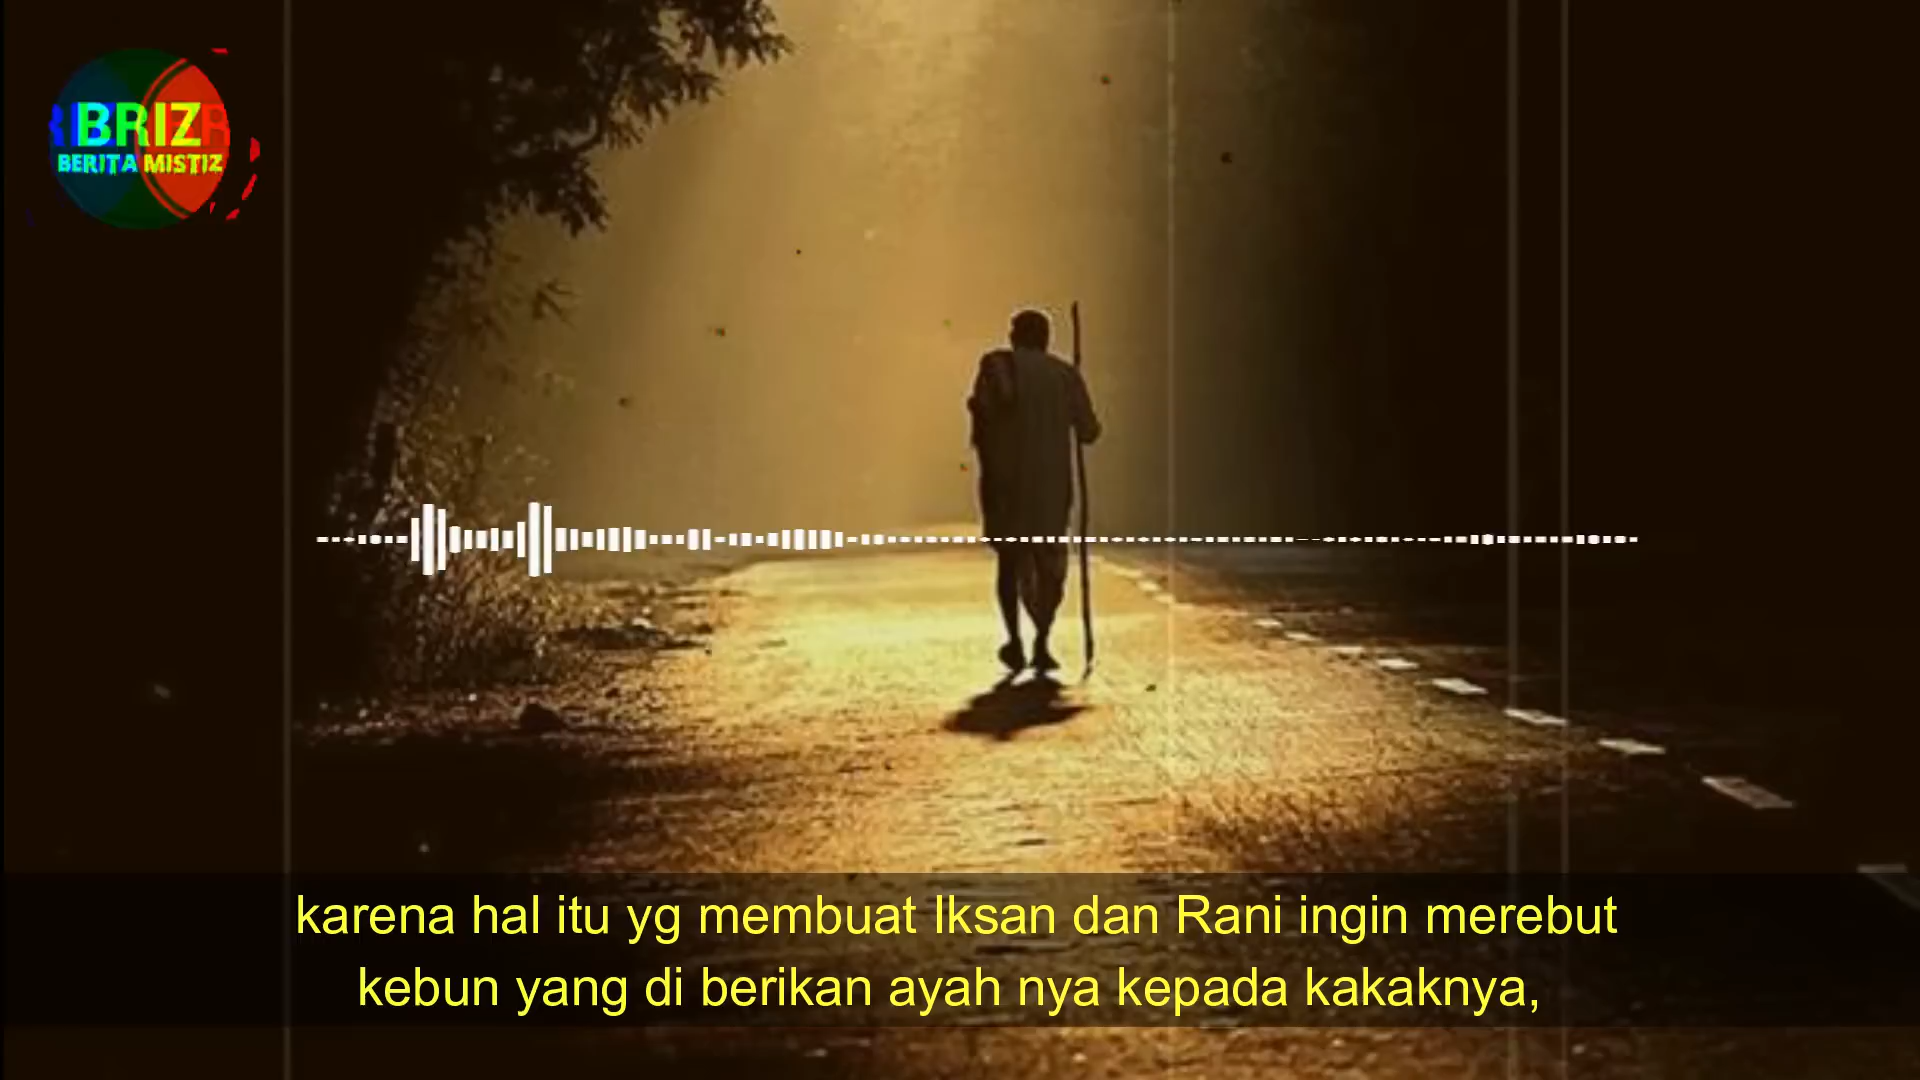 BRIZ
BERITA MISTIZ
karena hal itu yg membuat Iksan dan Rani ingin merebut
kebun yang di berikan ayah nya kepada kakaknya,